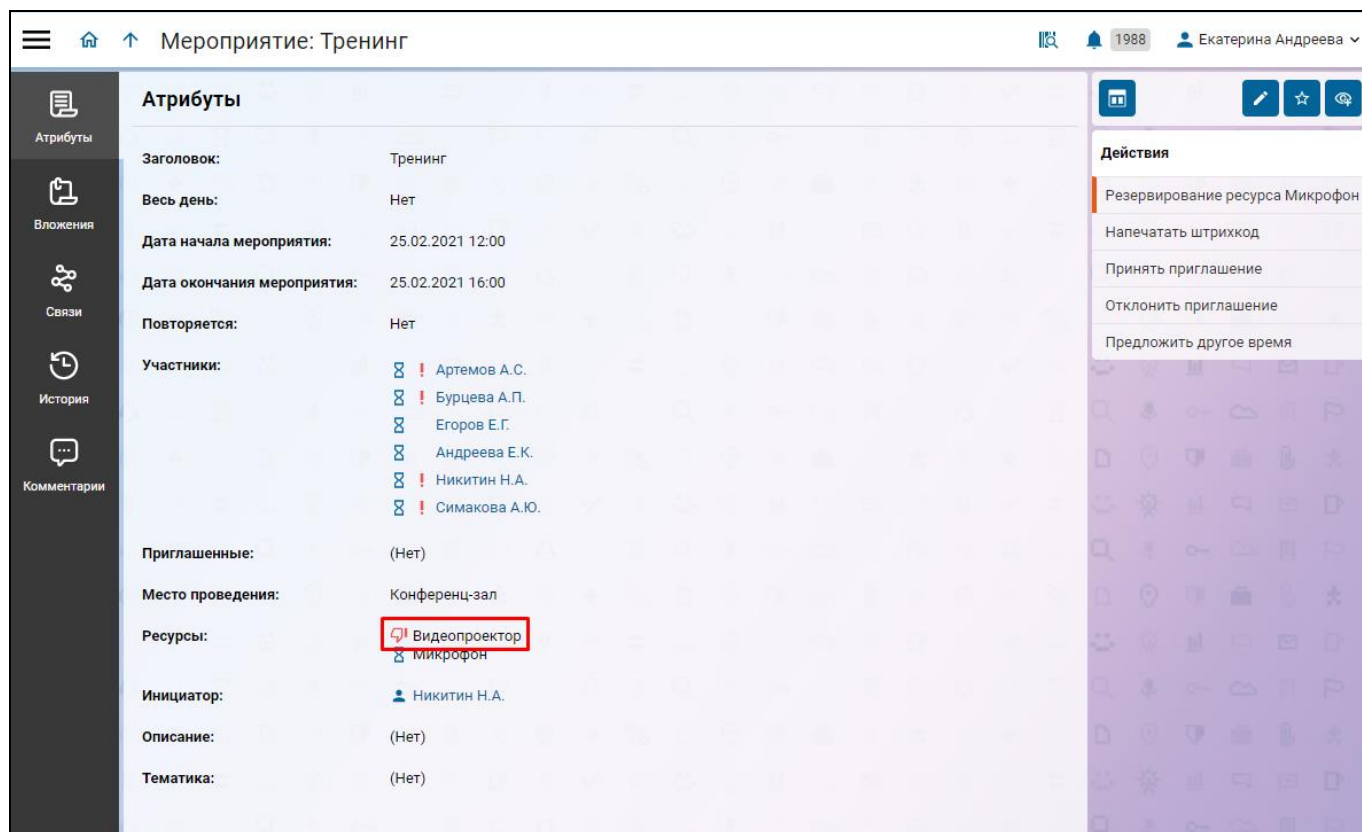 Мероприятие: Тренинг
1988
Екатерина Андреева
Атрибуты
Вложения
Связи
История
Комментарии
Атрибуты
Заголовок: Тренинг
Весь день: Нет
Дата начала мероприятия: 25.02.2021 12:00
Дата окончания мероприятия: 25.02.2021 16:00
Повторяется: Нет
Участники: ! Артемов А.С.
! Бурцева А.П.
Егоров Е.Г.
Андреева Е.К.
! Никитин Н.А.
! Симакова А.Ю.
Приглашенные: (Нет)
Место проведения: Конференц-зал
Ресурсы: Видеопроектор
Микрофон
Инициатор: Никитин Н.А.
Описание: (Нет)
Тематика: (Нет)
Действия
Резервирование ресурса Микрофон
Напечатать штрихкод
Принять приглашение
Отклонить приглашение
Предложить другое время